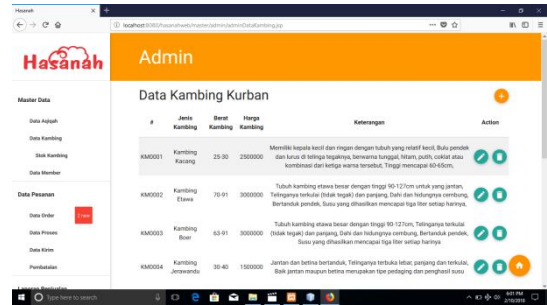 Hasanah
localhost:8080/hasanahweb/master/admin/adminDataKambing.jsp
Hasanah
Admin
Master Data
Data Aqiqah
Data Kambing
Stok Kambing
Data Member
Data Pesanan
Data Order
Data Proses
Data Kirim
Pembatalan
Laporan Penjualan
Data Kambing Kurban
# Jenis Kambing Berat Kambing Harga Kambing Keterangan Action
KM0001 Kambing Kacang 25-30 2500000 Memiliki kepala kecil dan ringan dengan tubuh yang relatif kecil, Bulu pendek
dan lurus di telinga tegaknya, berwarna tunggal, hitam, putih, coklat atau
kombinasi dari ketiga warna tersebut, Tinggi mencapai 60-65cm,
KM0002 Kambing Etawa 70-91 3000000 Tubuh kambing etawa besar dengan tinggi 90-127cm untuk yang jantan,
Telinganya terkulai (tidak tegak) dan panjang, Dahi dan hidungnya cembung,
Bertanduk pendek, Susu yang dihasilkan mencapai tiga liter setiap harinya,
KM0003 Kambing Boer 63-91 3000000 Tubuh kambing etawa besar dengan tinggi 90-127cm, Telinganya terkulai
(tidak tegak) dan panjang, Dahi dan hidungnya cembung, Bertanduk pendek,
Susu yang dihasilkan mencapai tiga liter setiap harinya
KM0004 Kambing Jerawandu 30-40 1500000 Jantan dan betina bertanduk, Telinganya terbuka lebar, panjang dan terkulai,
Baik jantan maupun betina merupakan tipe pedaging dan penghasil susu
Type here to search
6:01 PM
2/10/2018